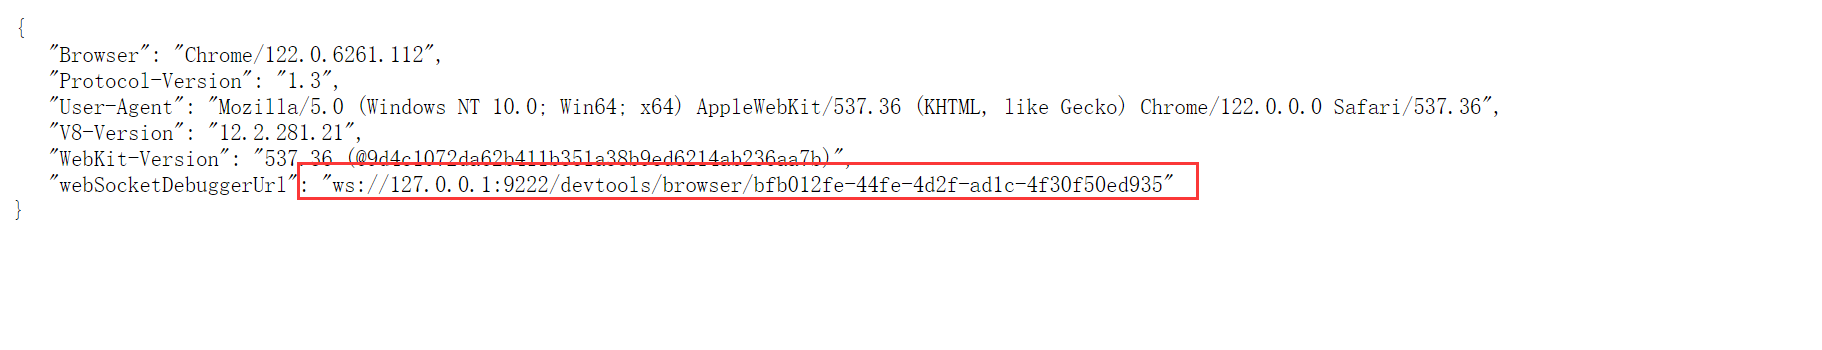 {
"Browser": "Chrome/122.0.6261.112",
"Protocol-Version": "1.3",
"User-Agent": "Mozilla/5.0 (Windows NT 10.0; Win64; x64) AppleWebKit/537.36 (KHTML, like Gecko) Chrome/122.0.0.0 Safari/537.36",
"V8-Version": "12.2.281.21",
"WebKit-Version": "537.36 (@9d4c1072da62b411b351a38b9ed6214ab236aa7b)",
"webSocketDebuggerUrl": "ws://127.0.0.1:9222/devtools/browser/bfb012fe-44fe-4d2f-ad1c-4f30f50ed935"
}